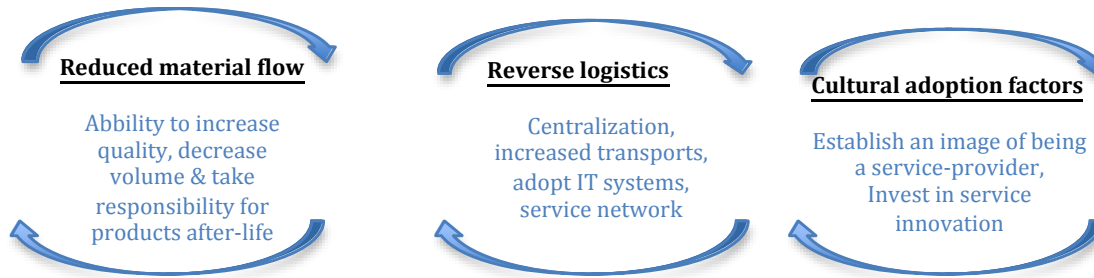 Reduced material flow
Abbility to increase
quality, decrease
volume & take
responsibility for
products after-life
Reverse logistics
Centralization,
increased transports,
adopt IT systems,
service network
Cultural adoption factors
Establish an image of being
a service-provider,
Invest in service
innovation